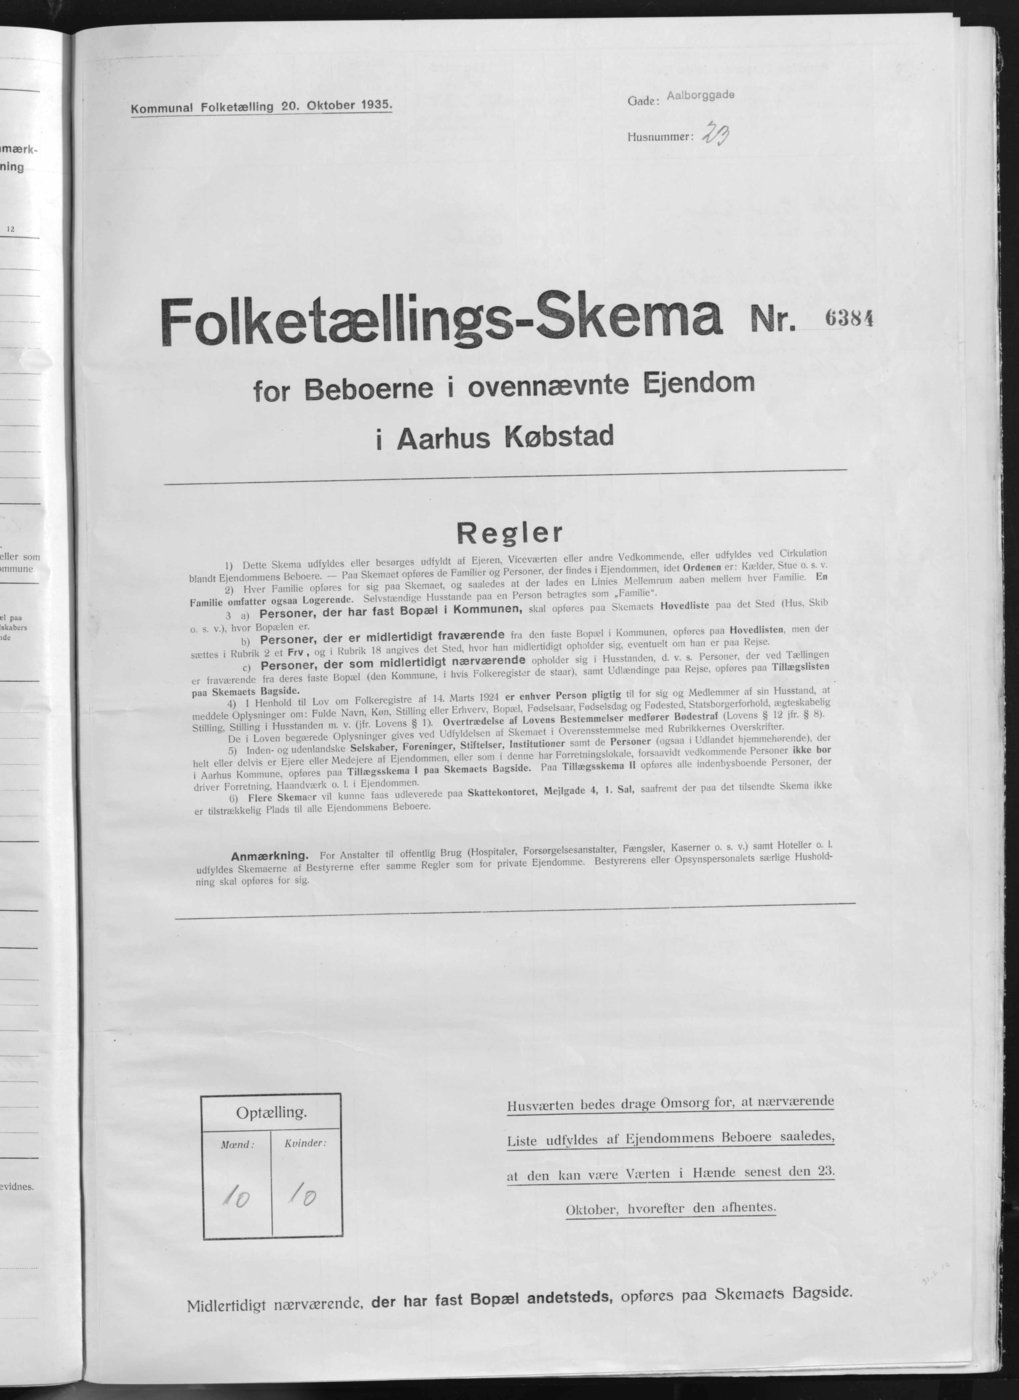 mærk-
ning
12
eller som
mmune
el paa
lskabers
evidnes.
Kommunal Folketælling 20. Oktober 1935.
Gade: Aalborggade
Husnummer: 23
Folketællings-Skema Nr. 6384
for Beboerne i ovennævnte Ejendom
i Aarhus Købstad
Regler
1) Dette Skema udfyldes eller besørges udfyldt af Ejeren, Viceværten eller andre Vedkommende, eller udfyldes ved Cirkulation
blandt Ejendommens Beboere. — Paa Skemaet opføres de Familier og Personer, der findes i Ejendommen, idet Ordenen er: Kælder, Stue o. s. v.
2) Hver Familie opføres for sig paa Skemaet, og saaledes at der lades en Linies Mellemrum aaben mellem hver Familie. En
Familie omfatter ogsaa Logerende. Selvstændige Husstande paa en Person betragtes som „Familie“.
3 a) Personer, der har fast Bopæl i Kommunen, skal opføres paa Skemaets Hovedliste paa det Sted (Hus, Skib
o. s. v.), hvor Bopælen er.
b) Personer, der er midlertidigt fraværende fra den faste Bopæl i Kommunen, opføres paa Hovedlisten, men der
sættes i Rubrik 2 et Frv, og i Rubrik 18 angives det Sted, hvor han midlertidigt opholder sig, eventuelt om han er paa Rejse.
c) Personer, der som midlertidigt nærværende opholder sig i Husstanden, d. v. s. Personer, der ved Tællingen
er fraværende fra deres faste Bopæl (den Kommune, i hvis Folkeregister de staar), samt Udlændinge paa Rejse, opføres paa Tillægslisten
paa Skemaets Bagside.
4) I Henhold til Lov om Folkeregistre af 14. Marts 1924 er enhver Person pligtig til for sig og Medlemmer af sin Husstand, at
meddele Oplysninger om: Fulde Navn, Køn, Stilling eller Erhverv, Bopæl, Fødselsaar, Fødselsdag og Fødested, Statsborgerforhold, ægteskabelig
Stilling, Stilling i Husstanden m. v. (jfr. Lovens § 1). Overtrædelse af Lovens Bestemmelser medfører Bødestraf (Lovens § 12 jfr. § 8).
De i Loven begærede Oplysninger gives ved Udfyldelsen af Skemaet i Overensstemmelse med Rubrikkernes Overskrifter.
5) Inden- og udenlandske Selskaber, Foreninger, Stiftelser, Institutioner samt de Personer (ogsaa i Udlandet hjemmehørende), der
helt eller delvis er Ejere eller Medejere af Ejendommen, eller som i denne har Forretningslokale, forsaavidt vedkommende Personer ikke bor
i Aarhus Kommune, opføres paa Tillægsskema I paa Skemaets Bagside. Paa Tillægsskema II opføres alle indenbysboende Personer, der
driver Forretning, Haandværk o. l. i Ejendommen.
6) Flere Skemaer vil kunne faas udleverede paa Skattekontoret, Mejlgade 4, 1. Sal, saafremt der paa det tilsendte Skema ikke
er tilstrækkelig Plads til alle Ejendommens Beboere.
Anmærkning. For Anstalter til offentlig Brug (Hospitaler, Forsørgelsesanstalter, Fængsler, Kaserner o. s. v.) samt Hoteller o. l.
udfyldes Skemaerne af Bestyrerne efter samme Regler som for private Ejendomme. Bestyrerens eller Opsynspersonalets særlige Hushold-
ning skal opføres for sig.
Optælling.
Mænd: Kvinder:
10 10
Husværten bedes drage Omsorg for, at nærværende
Liste udfyldes af Ejendommens Beboere saaledes,
at den kan være Værten i Hænde senest den 23.
Oktober, hvorefter den afhentes.
Midlertidigt nærværende, der har fast Bopæl andetsteds, opføres paa Skemaets Bagside.